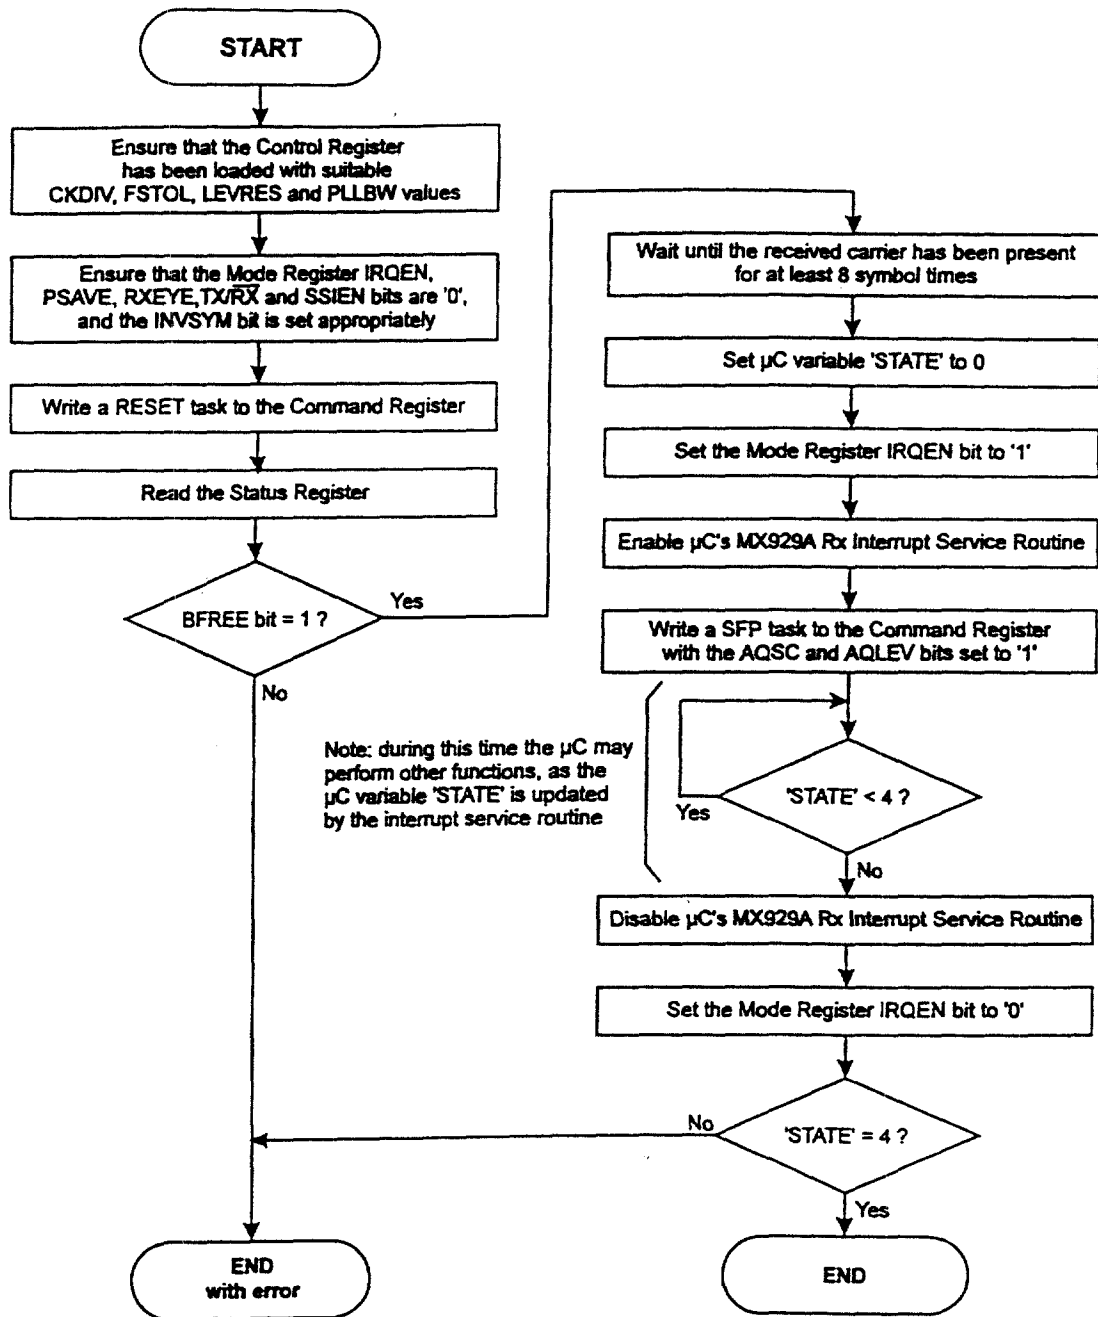 START
Ensure that the Control Register
has been loaded with suitable
CKDIV, FSTOL, LEVRES and PLLBW values
Ensure that the Mode Register IRQEN,
PSAVE, RXEYE, TX/R̅X̅ and SSIEN bits are '0',
and the INVSYM bit is set appropriately
Write a RESET task to the Command Register
Read the Status Register
BFREE bit = 1 ?
Yes
No
Wait until the received carrier has been present
for at least 8 symbol times
Set µC variable 'STATE' to 0
Set the Mode Register IRQEN bit to '1'
Enable µC's MX929A Rx Interrupt Service Routine
Write a SFP task to the Command Register
with the AQSC and AQLEV bits set to '1'
Note: during this time the µC may
perform other functions, as the
µC variable 'STATE' is updated
by the interrupt service routine
'STATE' < 4 ?
Yes
No
Disable µC's MX929A Rx Interrupt Service Routine
Set the Mode Register IRQEN bit to '0'
'STATE' = 4 ?
No
Yes
END
with error
END